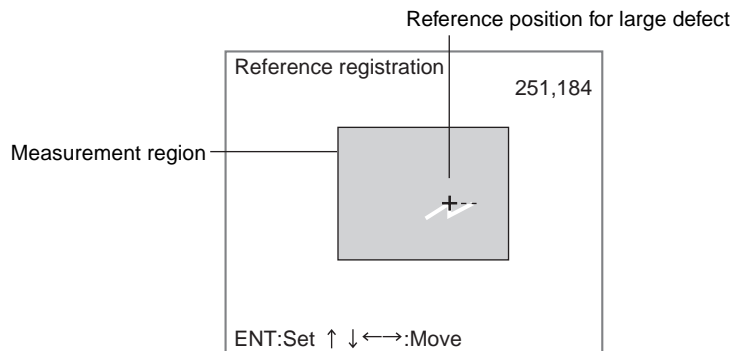 Reference position for large defect
Reference registration
251,184
Measurement region
ENT:Set ↑ ↓←→:Move